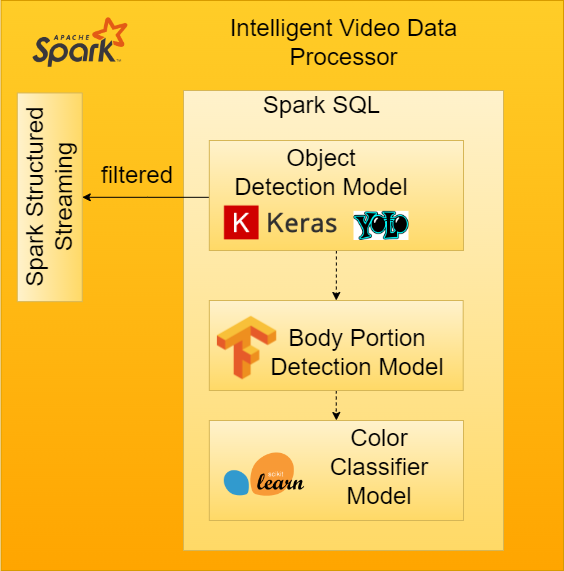 APACHE
Spark™
Intelligent Video Data
Processor
Spark Structured
Streaming
filtered
Spark SQL
Object
Detection Model
K Keras
YOLO
Body Portion
Detection Model
Color
Classifier
Model
scikit
learn